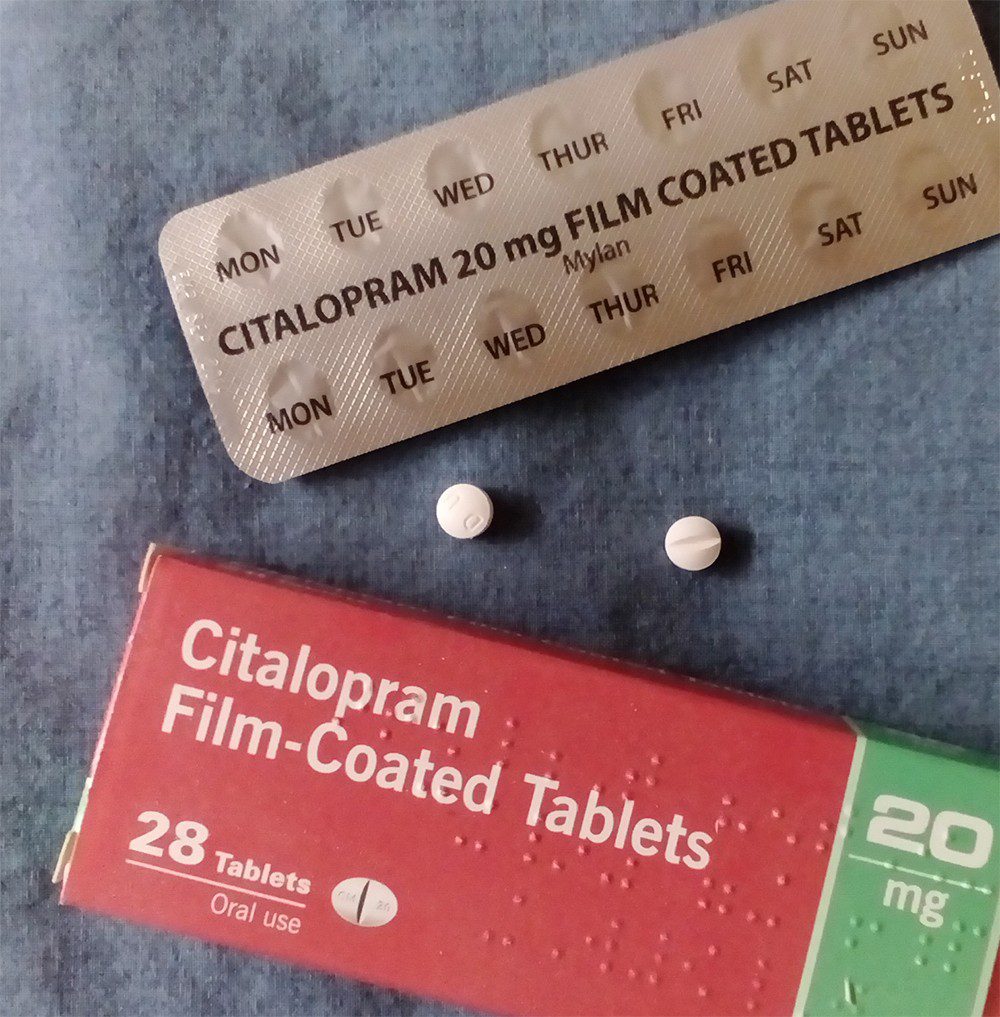 MON TUE WED THUR FRI SAT SUN
CITALOPRAM 20 mg FILM COATED TABLETS
Mylan
MON TUE WED THUR FRI SAT SUN
Citalopram
Film-Coated Tablets
28 Tablets
Oral use
20
mg